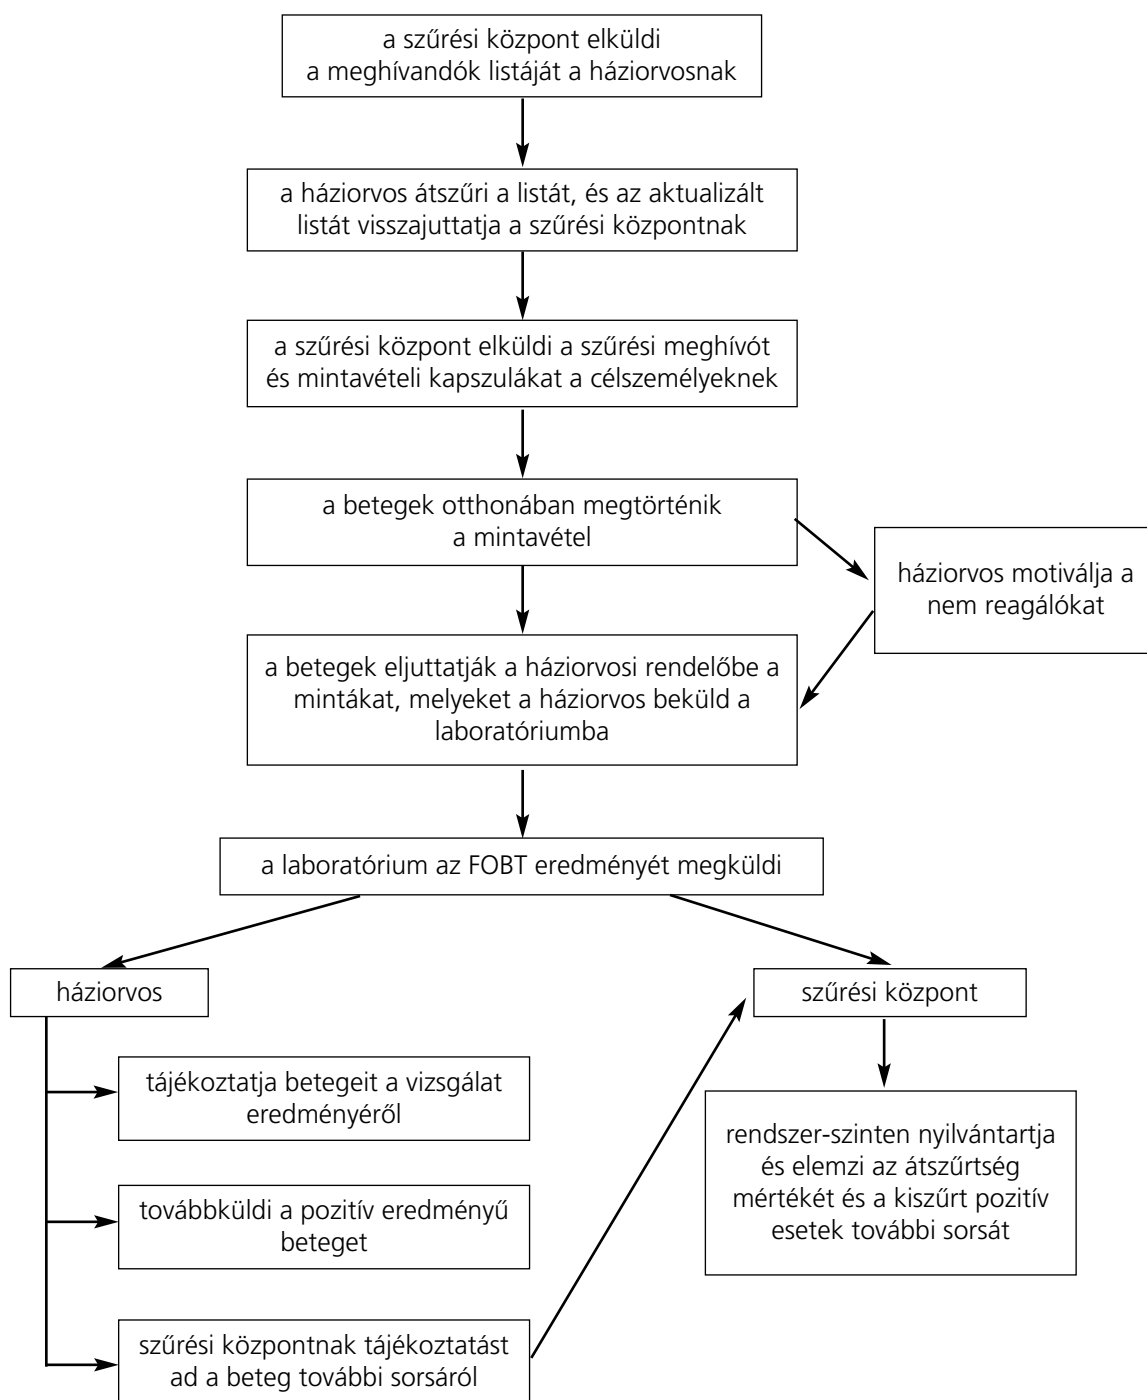 a szűrési központ elküldi
a meghívandók listáját a háziorvosnak
a háziorvos átszűri a listát, és az aktualizált
listát visszajuttatja a szűrési központnak
a szűrési központ elküldi a szűrési meghívót
és mintavételi kapszulákat a célszemélyeknek
a betegek otthonában megtörténik
a mintavétel
háziorvos motiválja a
nem reagálókat
a betegek eljuttatják a háziorvosi rendelőbe a
mintákat, melyeket a háziorvos beküld a
laboratóriumba
a laboratórium az FOBT eredményét megküldi
háziorvos
szűrési központ
tájékoztatja betegeit a vizsgálat
eredményéről
továbbküldi a pozitív eredményű
beteget
szűrési központnak tájékoztatást
ad a beteg további sorsáról
rendszer-szinten nyilvántartja
és elemzi az átszűrtség
mértékét és a kiszűrt pozitív
esetek további sorsát